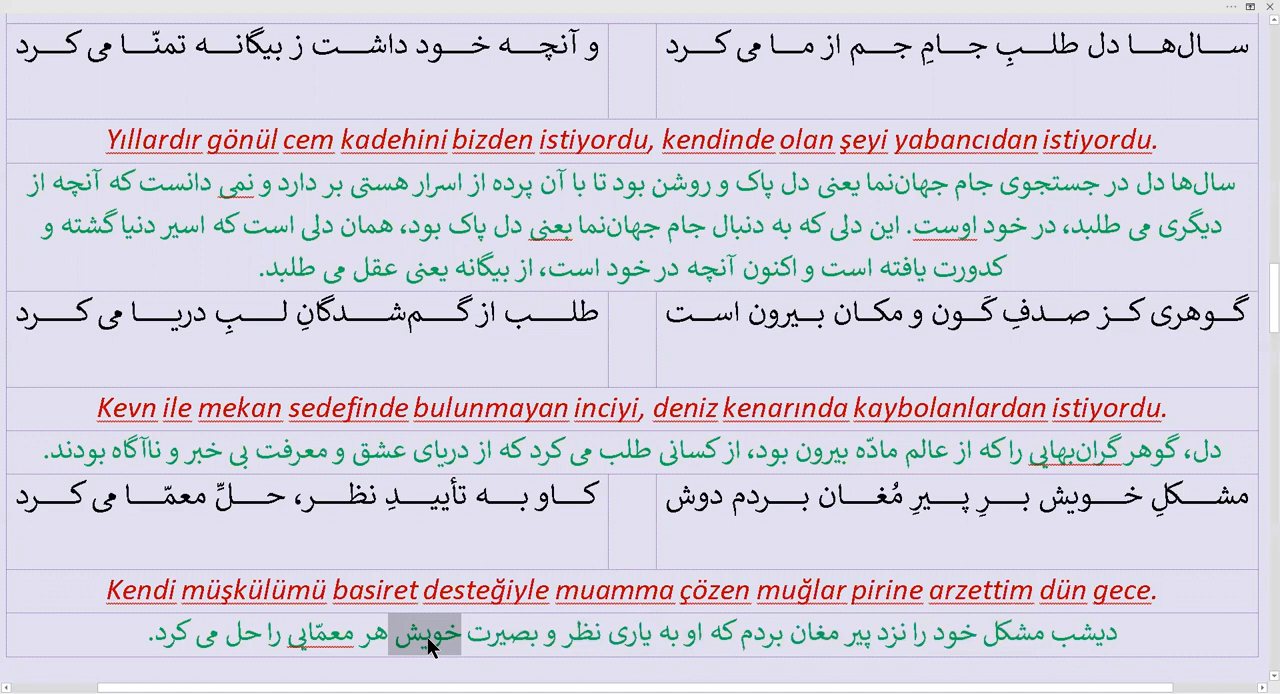 سال‌ها دل طلبِ جامِ جم از ما می کرد
و آنچه خود داشت ز بیگانه تمنّا می کرد
Yıllardır gönül cem kadehini bizden istiyordu, kendinde olan şeyi yabancıdan istiyordu.
سال‌ها دل در جستجوی جام جهان‌نما یعنی دل پاک و روشن بود تا با آن پرده از اسرار هستی بر دارد و نمی دانست که آنچه از
دیگری می طلبد، در خود اوست. این دلی که به دنبال جام جهان‌نما یعنی دل پاک بود، همان دلی است که اسیر دنیا گشته و
کدورت یافته است و اکنون آنچه در خود است، از بیگانه یعنی عقل می طلبد.
گوهری کز صدفِ کَون و مکان بیرون است
طلب از گم‌شدگانِ لبِ دریا می کرد
Kevn ile mekan sedefinde bulunmayan inciyi, deniz kenarında kaybolanlardan istiyordu.
دل، گوهر گران‌بهایی را که از عالم مادّه بیرون بود، از کسانی طلب می کرد که از دریای عشق و معرفت بی خبر و ناآگاه بودند.
مشکلِ خویش برِ پیرِ مُغان بردم دوش
کاو به تأییدِ نظر، حلِّ معمّا می کرد
Kendi müşkülümü basiret desteğiyle muamma çözen muğlar pirine arzettim dün gece.
دیشب مشکل خود را نزد پیر مغان بردم که او به یاری نظر و بصیرت خویش هر معمّایی را حل می کرد.